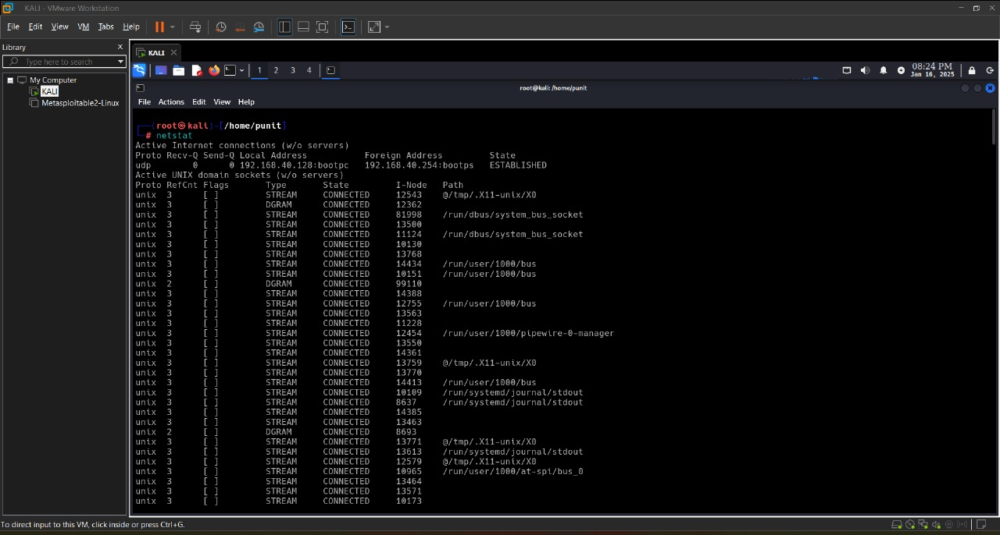 KALI - VMware Workstation
File Edit View VM Tabs Help
Library
Type here to search
My Computer
KALI
Metasploitable2-Linux
KALI
1 2 3 4
08:24 PM
Jan 16, 2025
root@kali: /home/punit
File Actions Edit View Help
(root㉿kali)-[/home/punit]
# netstat
Active Internet connections (w/o servers)
Proto Recv-Q Send-Q Local Address Foreign Address State
udp 0 0 192.168.40.128:bootpc 192.168.40.254:bootps ESTABLISHED
Active UNIX domain sockets (w/o servers)
Proto RefCnt Flags Type State I-Node Path
unix 3 [ ] STREAM CONNECTED 12543 @/tmp/.X11-unix/X0
unix 3 [ ] DGRAM CONNECTED 12362
unix 3 [ ] STREAM CONNECTED 81998 /run/dbus/system_bus_socket
unix 3 [ ] STREAM CONNECTED 13500
unix 3 [ ] STREAM CONNECTED 11124 /run/dbus/system_bus_socket
unix 3 [ ] STREAM CONNECTED 10130
unix 3 [ ] STREAM CONNECTED 13768
unix 3 [ ] STREAM CONNECTED 14434 /run/user/1000/bus
unix 3 [ ] STREAM CONNECTED 10151 /run/user/1000/bus
unix 2 [ ] DGRAM CONNECTED 99110
unix 3 [ ] STREAM CONNECTED 14388
unix 3 [ ] STREAM CONNECTED 12755 /run/user/1000/bus
unix 3 [ ] STREAM CONNECTED 13563
unix 3 [ ] STREAM CONNECTED 11228
unix 3 [ ] STREAM CONNECTED 12454 /run/user/1000/pipewire-0-manager
unix 3 [ ] STREAM CONNECTED 13550
unix 3 [ ] STREAM CONNECTED 14361
unix 3 [ ] STREAM CONNECTED 13759 @/tmp/.X11-unix/X0
unix 3 [ ] STREAM CONNECTED 13770
unix 3 [ ] STREAM CONNECTED 14413 /run/user/1000/bus
unix 3 [ ] STREAM CONNECTED 10109 /run/systemd/journal/stdout
unix 3 [ ] STREAM CONNECTED 8637 /run/systemd/journal/stdout
unix 3 [ ] STREAM CONNECTED 14385
unix 3 [ ] STREAM CONNECTED 13463
unix 2 [ ] DGRAM CONNECTED 8693
unix 3 [ ] STREAM CONNECTED 13771 @/tmp/.X11-unix/X0
unix 3 [ ] STREAM CONNECTED 13613 /run/systemd/journal/stdout
unix 3 [ ] STREAM CONNECTED 12579 @/tmp/.X11-unix/X0
unix 3 [ ] STREAM CONNECTED 10965 /run/user/1000/at-spi/bus_0
unix 3 [ ] STREAM CONNECTED 13464
unix 3 [ ] STREAM CONNECTED 13571
unix 3 [ ] STREAM CONNECTED 10173
To direct input to this VM, click inside or press Ctrl+G.